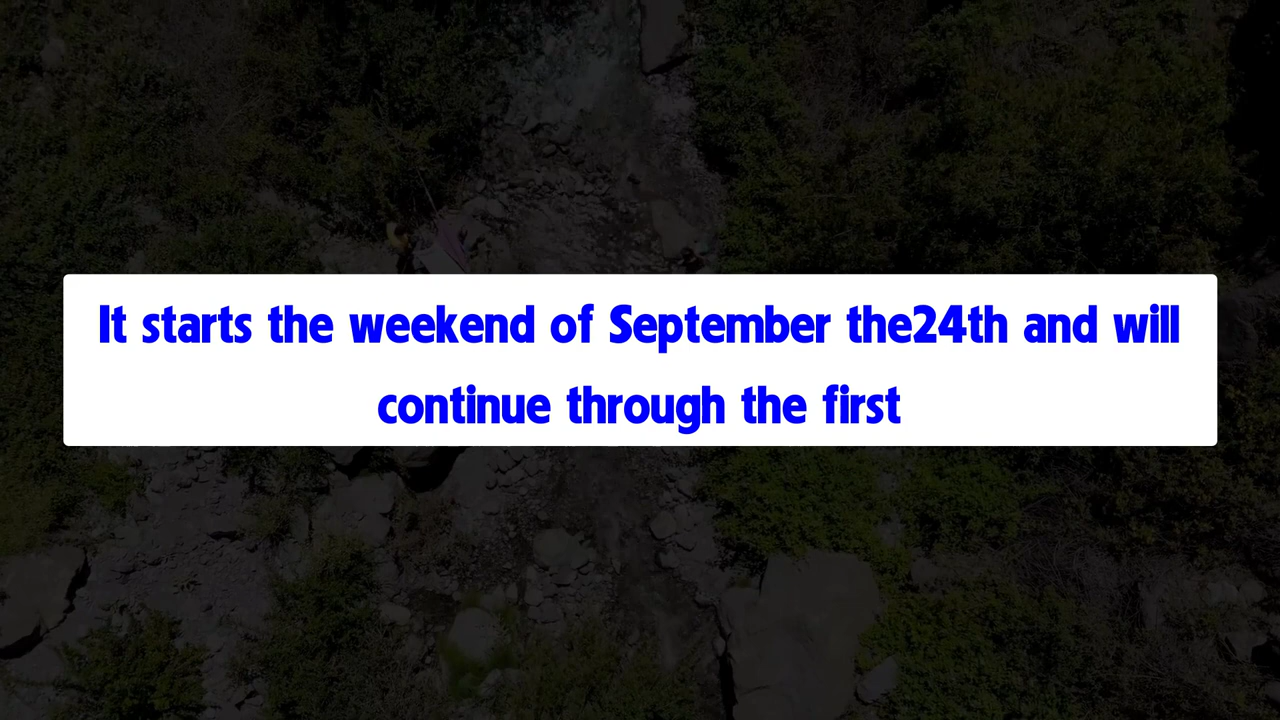 It starts the weekend of September the24th and will
continue through the first